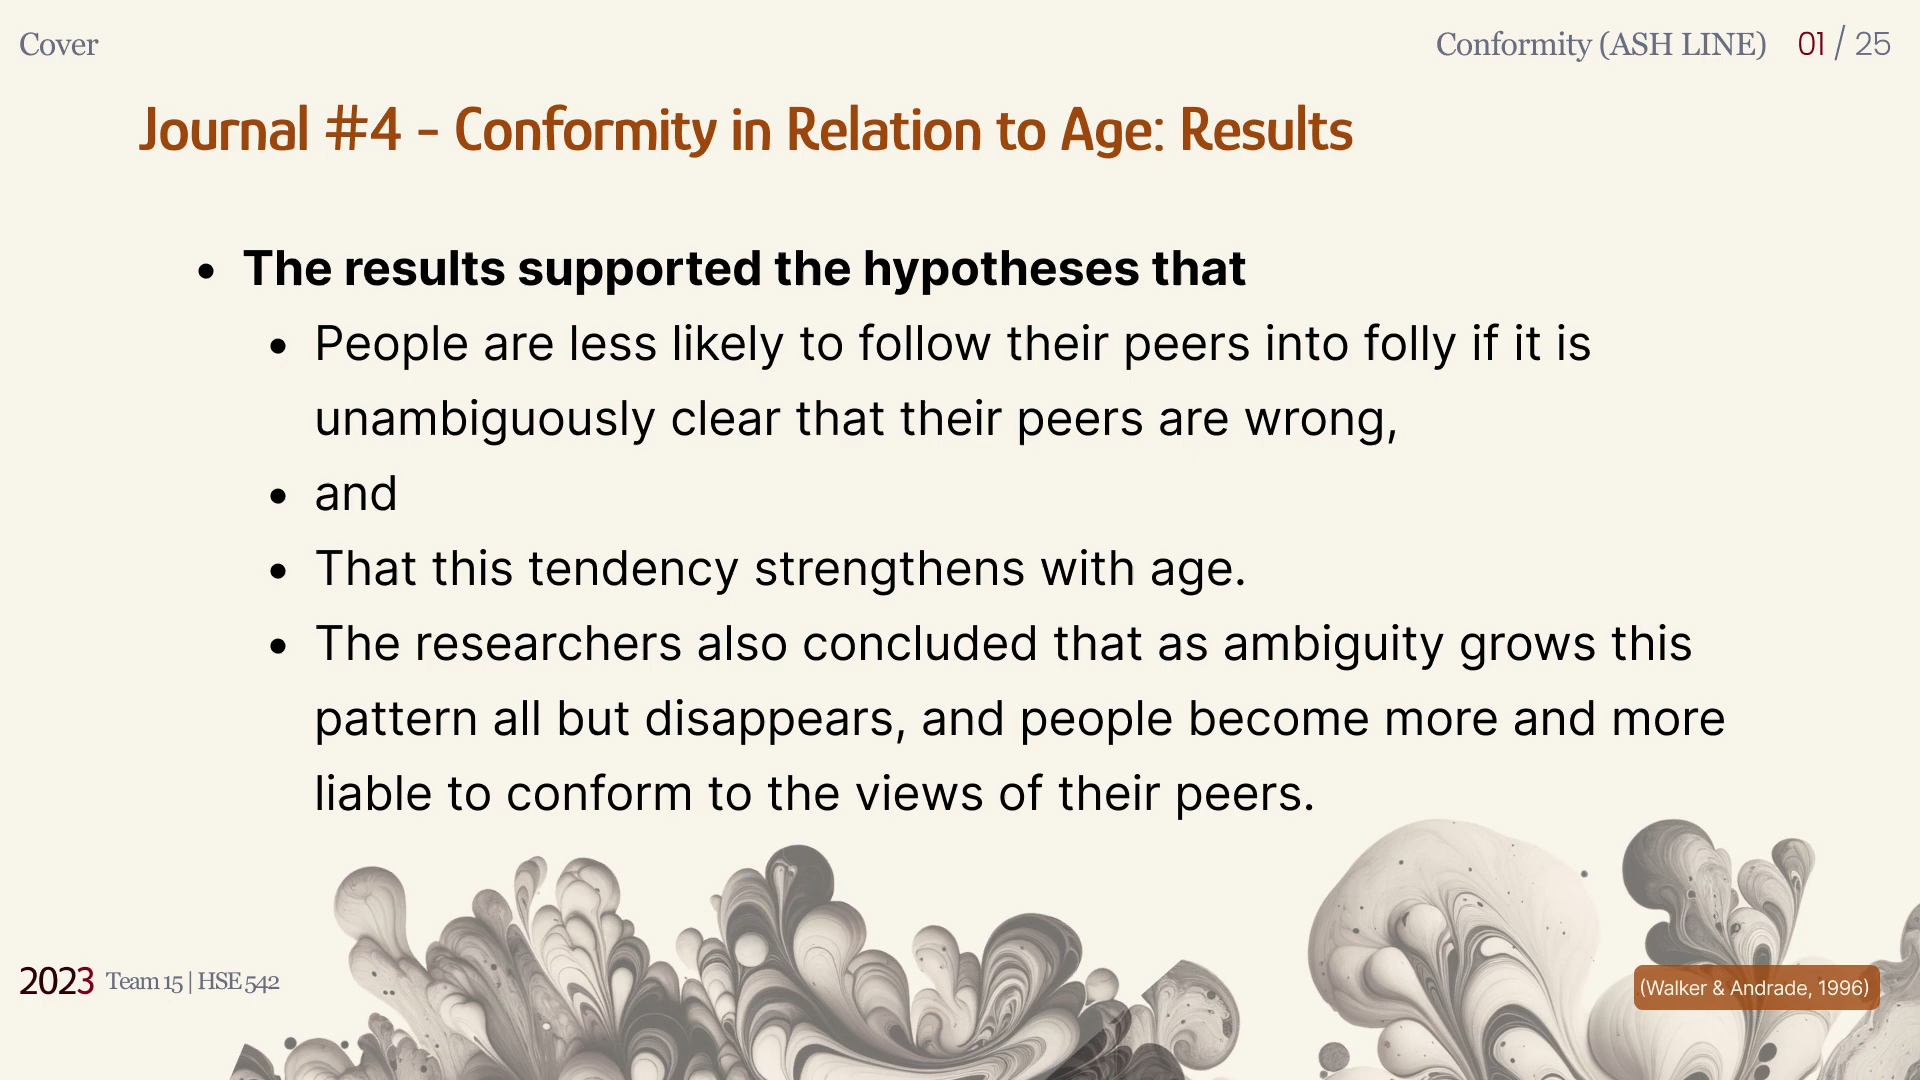 Cover
Conformity (ASH LINE) 01 / 25
Journal #4 - Conformity in Relation to Age: Results
• The results supported the hypotheses that
• People are less likely to follow their peers into folly if it is
unambiguously clear that their peers are wrong,
• and
• That this tendency strengthens with age.
• The researchers also concluded that as ambiguity grows this
pattern all but disappears, and people become more and more
liable to conform to the views of their peers.
2023 Team 15 | HSE 542
(Walker & Andrade, 1996)